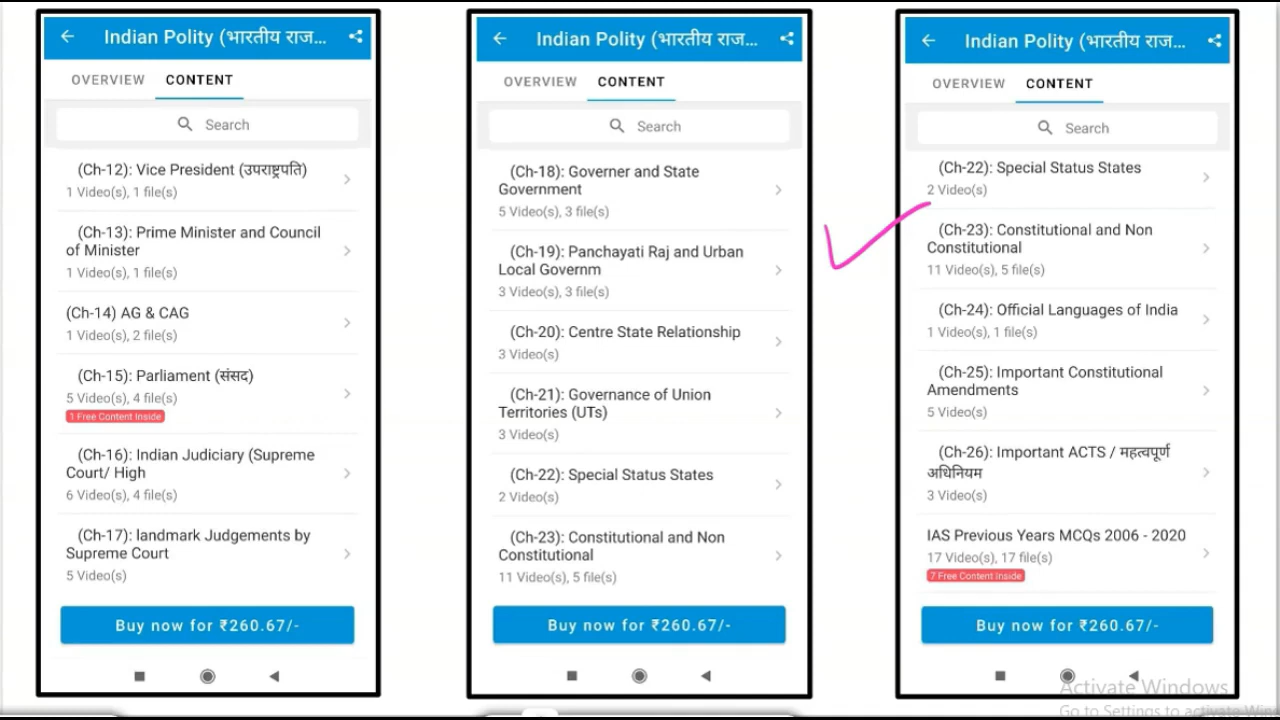 Indian Polity (भारतीय राज...
OVERVIEW CONTENT
Search
(Ch-12): Vice President (उपराष्ट्रपति)
1 Video(s), 1 file(s)
(Ch-13): Prime Minister and Council
of Minister
1 Video(s), 1 file(s)
(Ch-14) AG & CAG
1 Video(s), 2 file(s)
(Ch-15): Parliament (संसद)
5 Video(s), 4 file(s)
1 Free Content Inside
(Ch-16): Indian Judiciary (Supreme
Court/ High
6 Video(s), 4 file(s)
(Ch-17): landmark Judgements by
Supreme Court
5 Video(s)
Buy now for ₹260.67/-
Indian Polity (भारतीय राज...
OVERVIEW CONTENT
Search
(Ch-18): Governer and State
Government
5 Video(s), 3 file(s)
(Ch-19): Panchayati Raj and Urban
Local Governm
3 Video(s), 3 file(s)
(Ch-20): Centre State Relationship
3 Video(s)
(Ch-21): Governance of Union
Territories (UTs)
3 Video(s)
(Ch-22): Special Status States
2 Video(s)
(Ch-23): Constitutional and Non
Constitutional
11 Video(s), 5 file(s)
Buy now for ₹260.67/-
Indian Polity (भारतीय राज...
OVERVIEW CONTENT
Search
(Ch-22): Special Status States
2 Video(s)
(Ch-23): Constitutional and Non
Constitutional
11 Video(s), 5 file(s)
(Ch-24): Official Languages of India
1 Video(s), 1 file(s)
(Ch-25): Important Constitutional
Amendments
5 Video(s)
(Ch-26): Important ACTS / महत्वपूर्ण
अधिनियम
3 Video(s)
IAS Previous Years MCQs 2006 - 2020
17 Video(s), 17 file(s)
7 Free Content Inside
Buy now for ₹260.67/-
Activate Windows
Go to Settings to activate Win